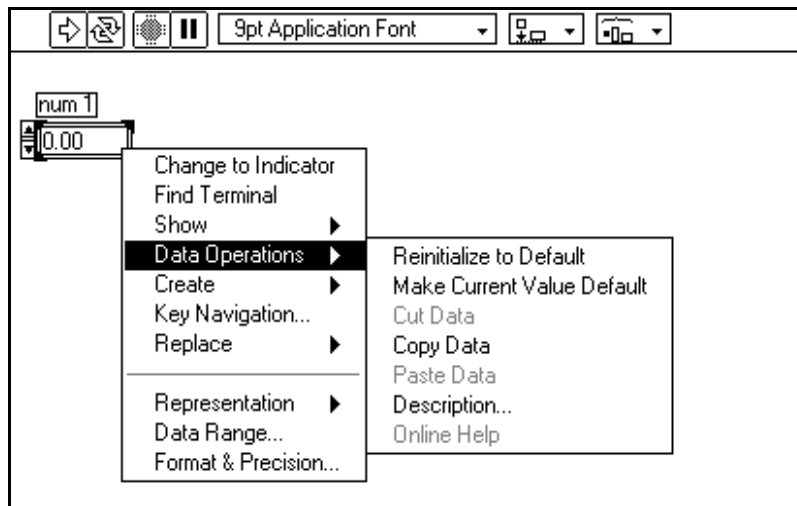 9pt Application Font
num 1
0.00
Change to Indicator
Find Terminal
Show
Data Operations
Create
Key Navigation...
Replace
Representation
Data Range...
Format & Precision...
Reinitialize to Default
Make Current Value Default
Cut Data
Copy Data
Paste Data
Description...
Online Help